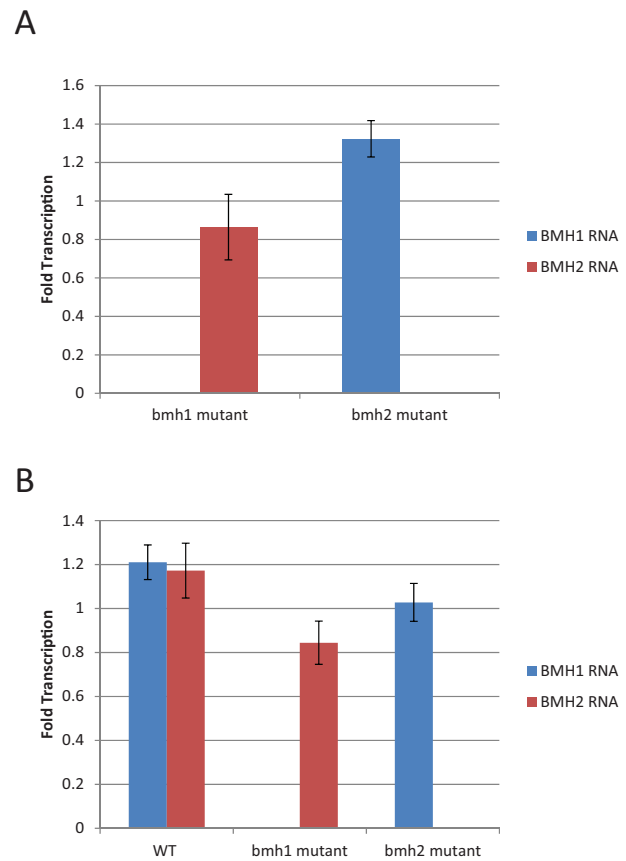 A
Fold Transcription
1.6
1.4
1.2
1
0.8
0.6
0.4
0.2
0
bmh1 mutant
bmh2 mutant
BMH1 RNA
BMH2 RNA
B
Fold Transcription
1.4
1.2
1
0.8
0.6
0.4
0.2
0
WT
bmh1 mutant
bmh2 mutant
BMH1 RNA
BMH2 RNA